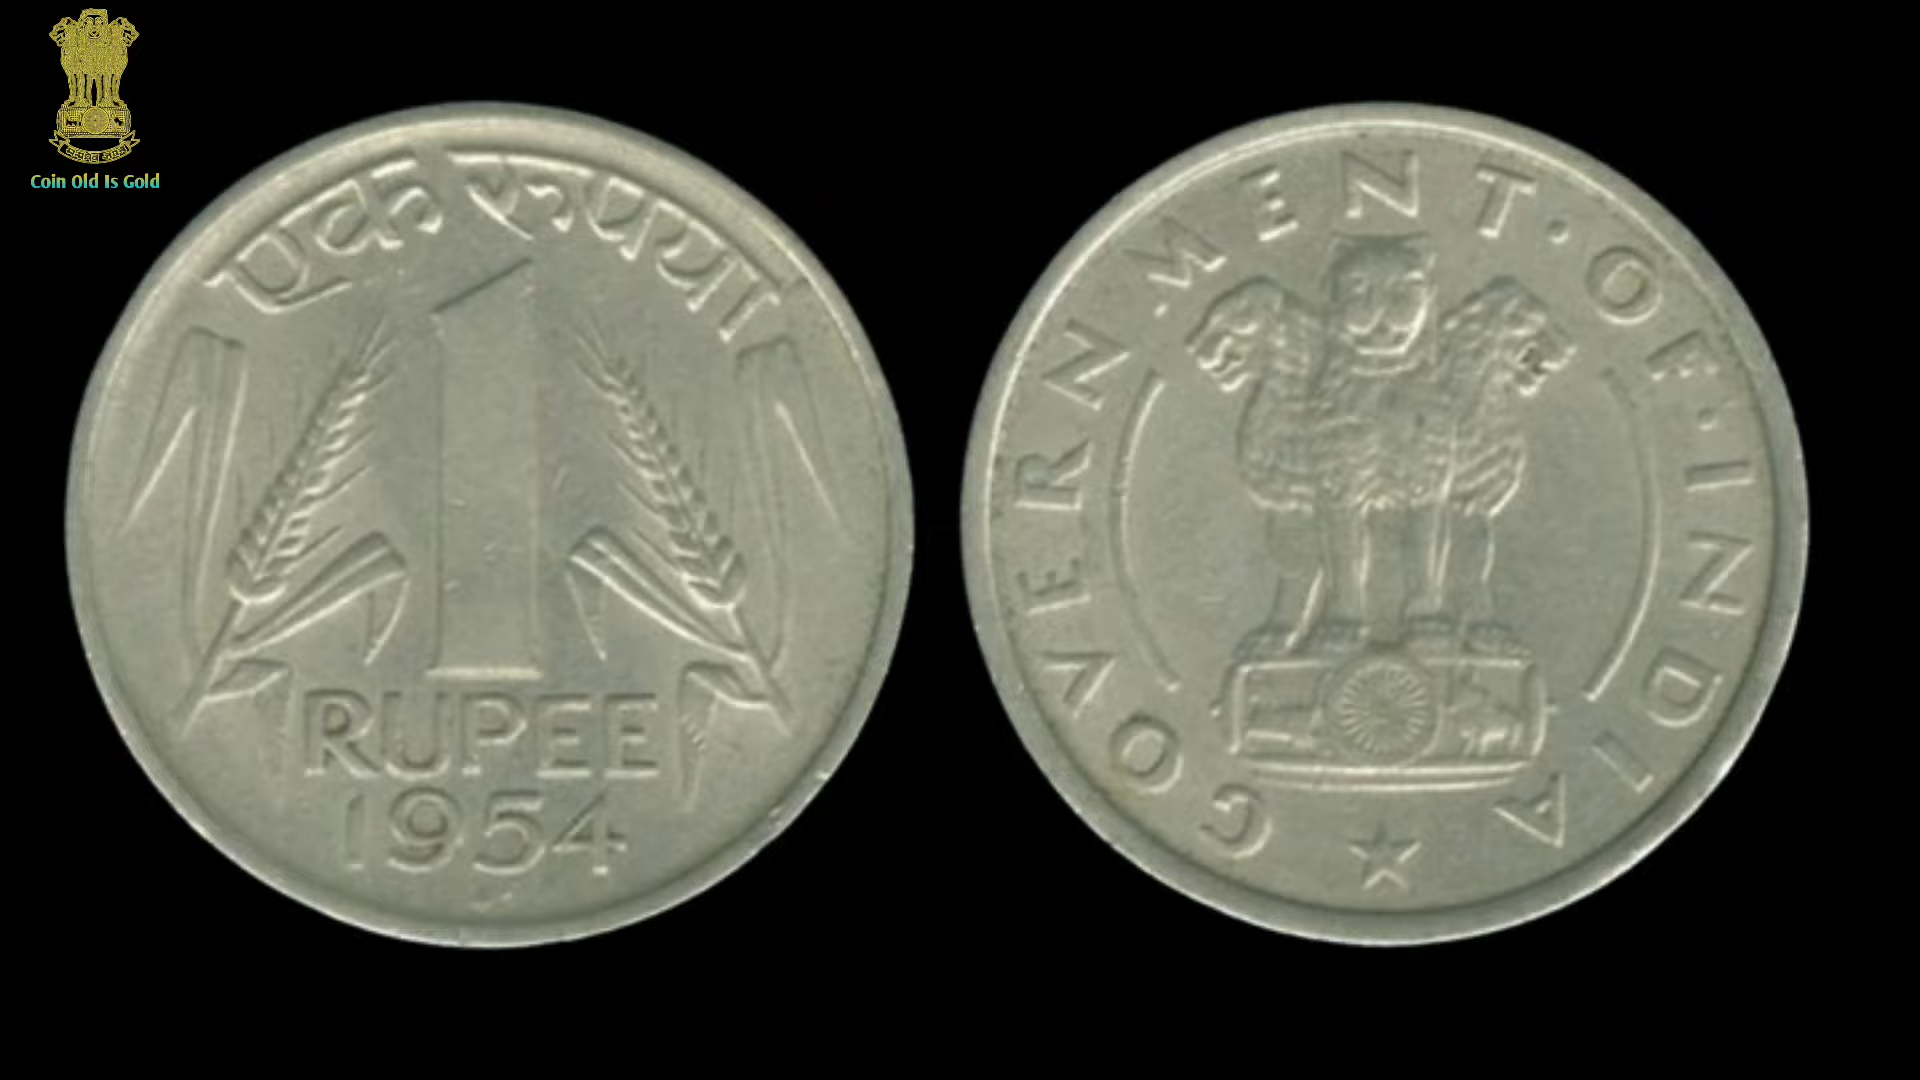 Coin Old Is Gold
एक रुपया
1
RUPEE
1954
GOVERNMENT·OF·INDIA